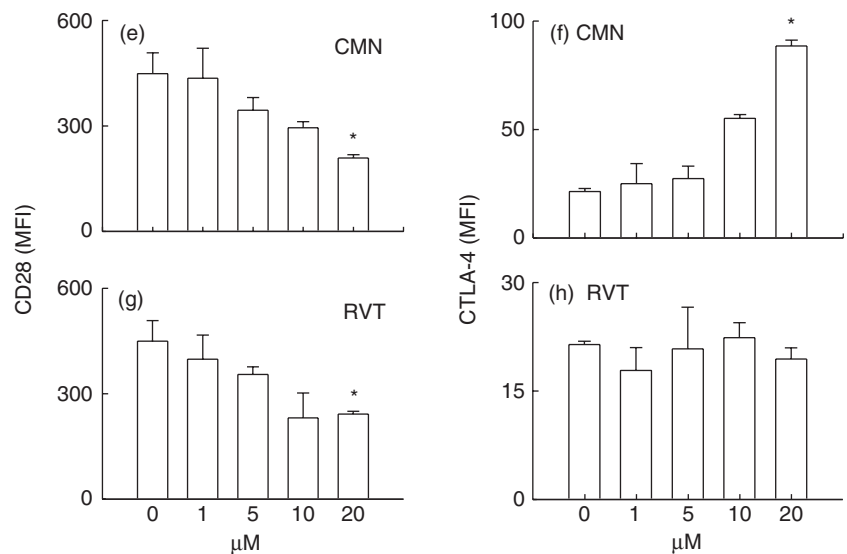 600
300
0
(e)
CMN
*
100
50
0
(f) CMN
*
CD28 (MFI)
CTLA-4 (MFI)
600
300
0
(g)
RVT
*
0 1 5 10 20
μM
30
15
0
(h) RVT
0 1 5 10 20
μM